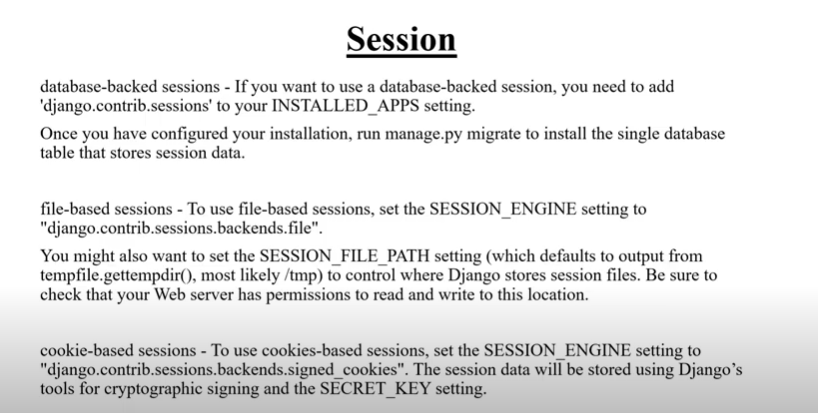 Session
database-backed sessions - If you want to use a database-backed session, you need to add
'django.contrib.sessions' to your INSTALLED_APPS setting.
Once you have configured your installation, run manage.py migrate to install the single database
table that stores session data.
file-based sessions - To use file-based sessions, set the SESSION_ENGINE setting to
"django.contrib.sessions.backends.file".
You might also want to set the SESSION_FILE_PATH setting (which defaults to output from
tempfile.gettempdir(), most likely /tmp) to control where Django stores session files. Be sure to
check that your Web server has permissions to read and write to this location.
cookie-based sessions - To use cookies-based sessions, set the SESSION_ENGINE setting to
"django.contrib.sessions.backends.signed_cookies". The session data will be stored using Django’s
tools for cryptographic signing and the SECRET_KEY setting.